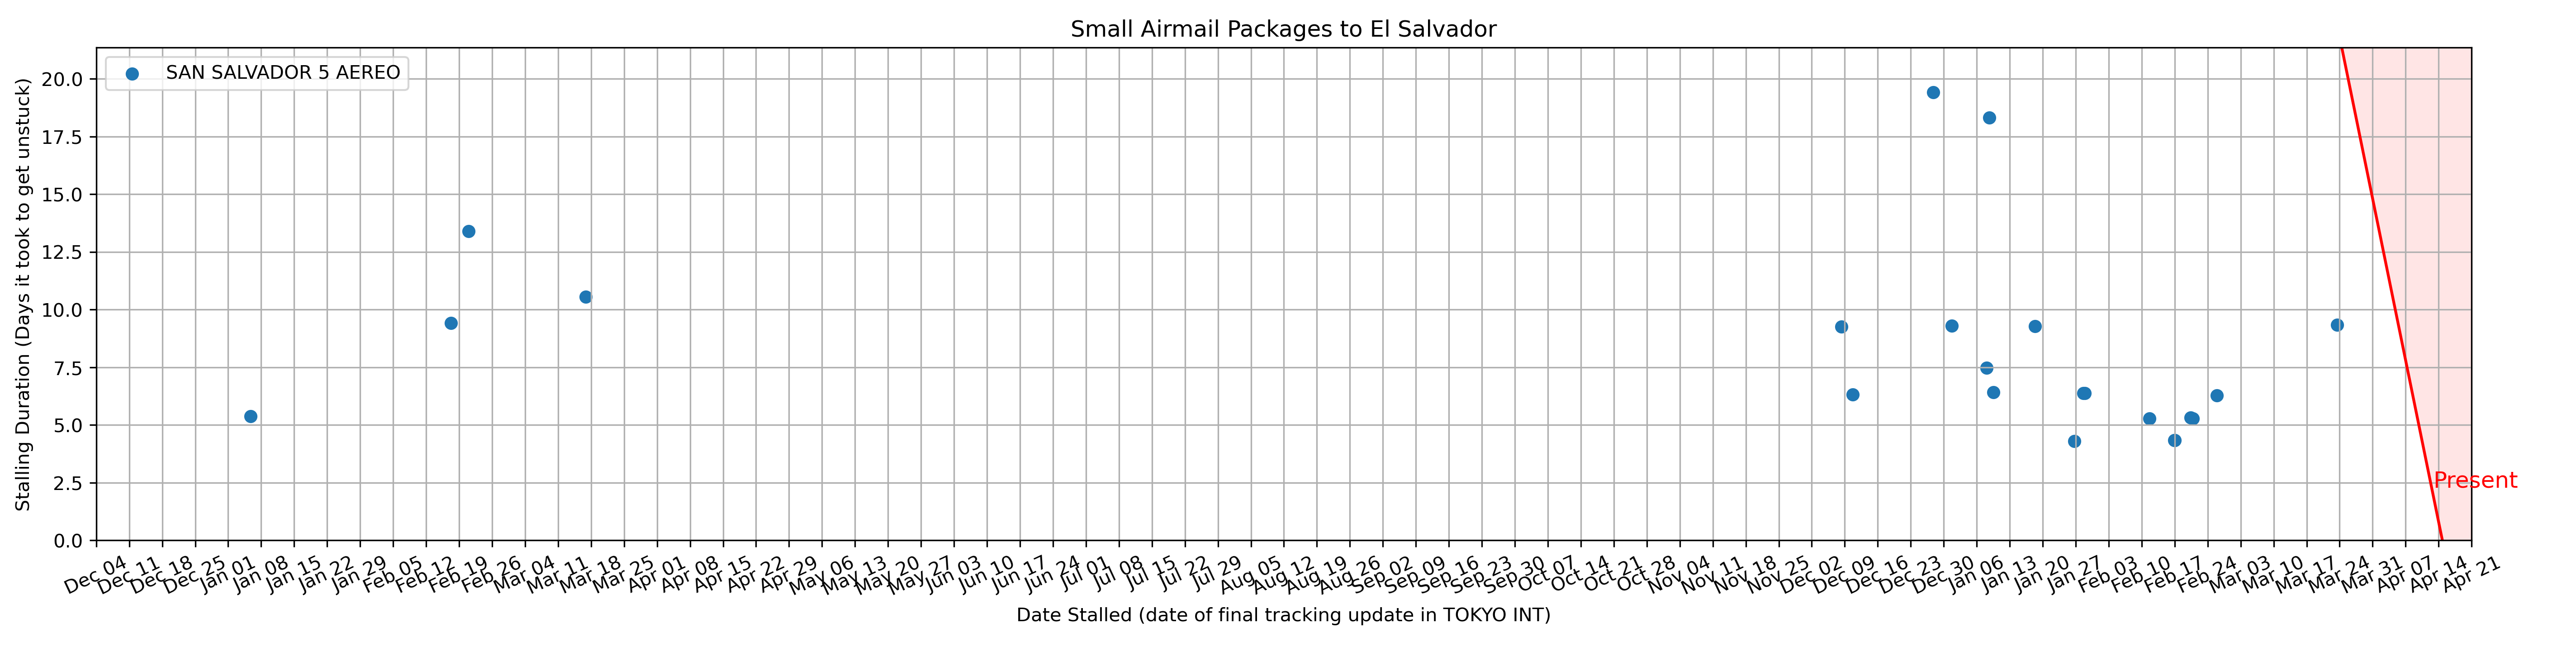 Small Airmail Packages to El Salvador
SAN SALVADOR 5 AEREO
Stalling Duration (Days it took to get unstuck)
20.0
17.5
15.0
12.5
10.0
7.5
5.0
2.5
0.0
Present
Dec 04 Dec 11 Dec 18 Dec 25 Jan 01 Jan 08 Jan 15 Jan 22 Jan 29 Feb 05 Feb 12 Feb 19 Feb 26 Mar 04 Mar 11 Mar 18 Mar 25 Apr 01 Apr 08 Apr 15 Apr 22 Apr 29 May 06 May 13 May 20 May 27 Jun 03 Jun 10 Jun 17 Jun 24 Jul 01 Jul 08 Jul 15 Jul 22 Jul 29 Aug 05 Aug 12 Aug 19 Aug 26 Sep 02 Sep 09 Sep 16 Sep 23 Sep 30 Oct 07 Oct 14 Oct 21 Oct 28 Nov 04 Nov 11 Nov 18 Nov 25 Dec 02 Dec 09 Dec 16 Dec 23 Dec 30 Jan 06 Jan 13 Jan 20 Jan 27 Feb 03 Feb 10 Feb 17 Feb 24 Mar 03 Mar 10 Mar 17 Mar 24 Mar 31 Apr 07 Apr 14 Apr 21
Date Stalled (date of final tracking update in TOKYO INT)